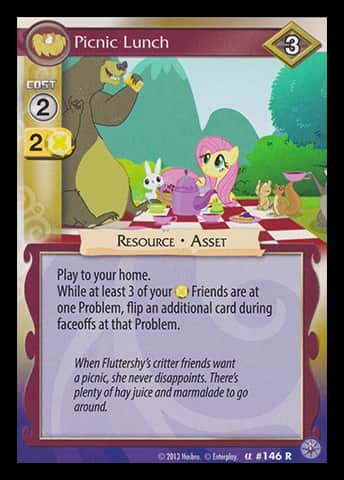 Picnic Lunch
3
COST
2
2
RESOURCE • ASSET
Play to your home.
While at least 3 of your Friends are at
one Problem, flip an additional card during
faceoffs at that Problem.
When Fluttershy's critter friends want
a picnic, she never disappoints. There's
plenty of hay juice and marmalade to go
around.
© 2013 Hasbro. © Enterplay. α #146 R